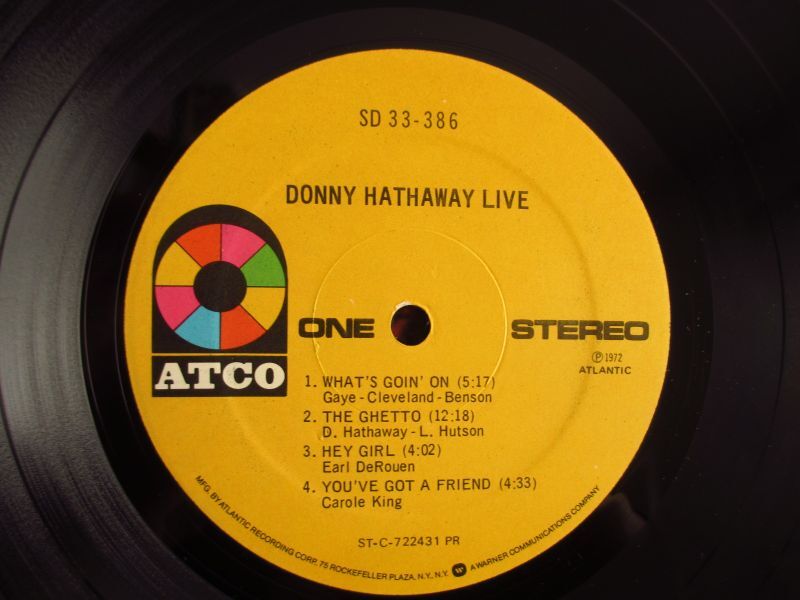 SD 33-386
DONNY HATHAWAY LIVE
ONE STEREO
ATCO
℗ 1972
ATLANTIC
1. WHAT'S GOIN' ON (5:17)
Gaye - Cleveland - Benson
2. THE GHETTO (12:18)
D. Hathaway - L. Hutson
3. HEY GIRL (4:02)
Earl DeRouen
4. YOU'VE GOT A FRIEND (4:33)
Carole King
ST-C-722431 PR
MFG. BY ATLANTIC RECORDING CORP. 75 ROCKEFELLER PLAZA, N.Y., N.Y. W A WARNER COMMUNICATIONS COMPANY